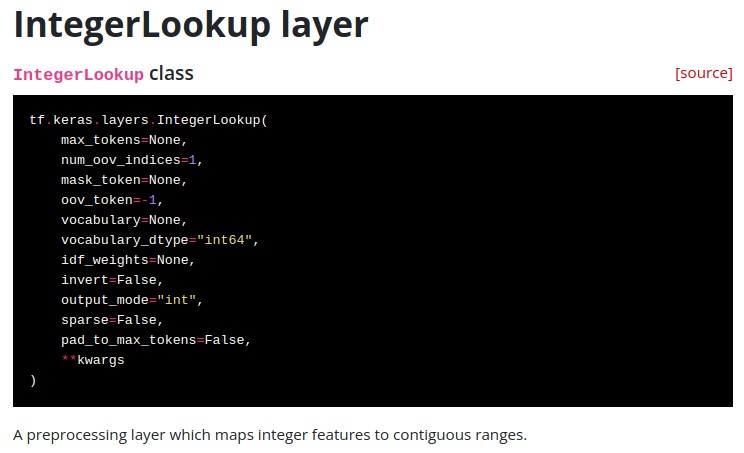 IntegerLookup layer
IntegerLookup class
[source]
tf.keras.layers.IntegerLookup(
    max_tokens=None,
    num_oov_indices=1,
    mask_token=None,
    oov_token=-1,
    vocabulary=None,
    vocabulary_dtype="int64",
    idf_weights=None,
    invert=False,
    output_mode="int",
    sparse=False,
    pad_to_max_tokens=False,
    **kwargs
)
A preprocessing layer which maps integer features to contiguous ranges.